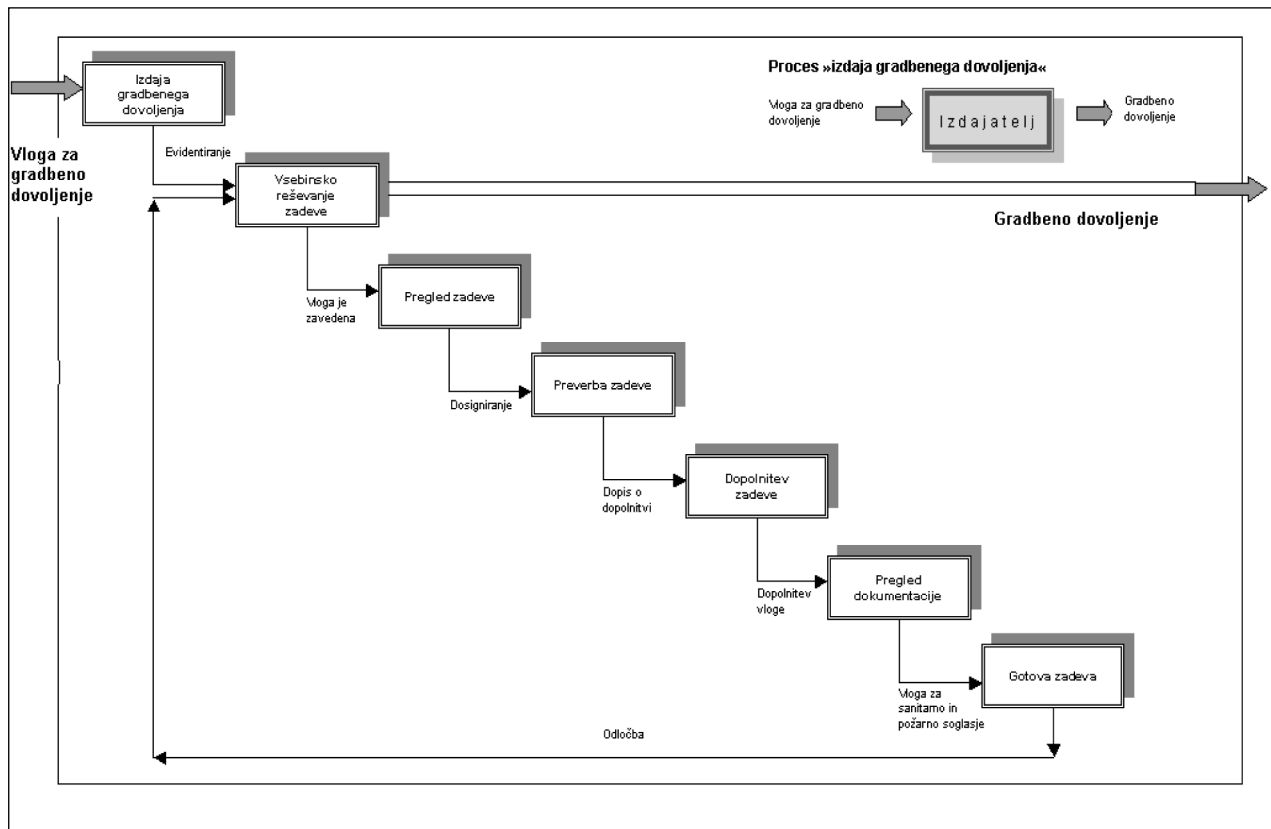 Izdaja
gradbenega
dovoljenja
Proces »izdaja gradbenega dovoljenja«
Vloga za gradbeno
dovoljenje
Izdajatelj
Gradbeno
dovoljenje
Vloga za
gradbeno
dovoljenje
Evidentiranje
Vsebinsko
reševanje
zadeve
Gradbeno dovoljenje
Vloga je
zavedena
Pregled zadeve
Dosigniranje
Preverba zadeve
Dopis o
dopolnitvi
Dopolnitev
zadeve
Dopolnitev
vloge
Pregled
dokumentacije
Vloga za
sanitarno in
požarno soglasje
Gotova zadeva
Odločba